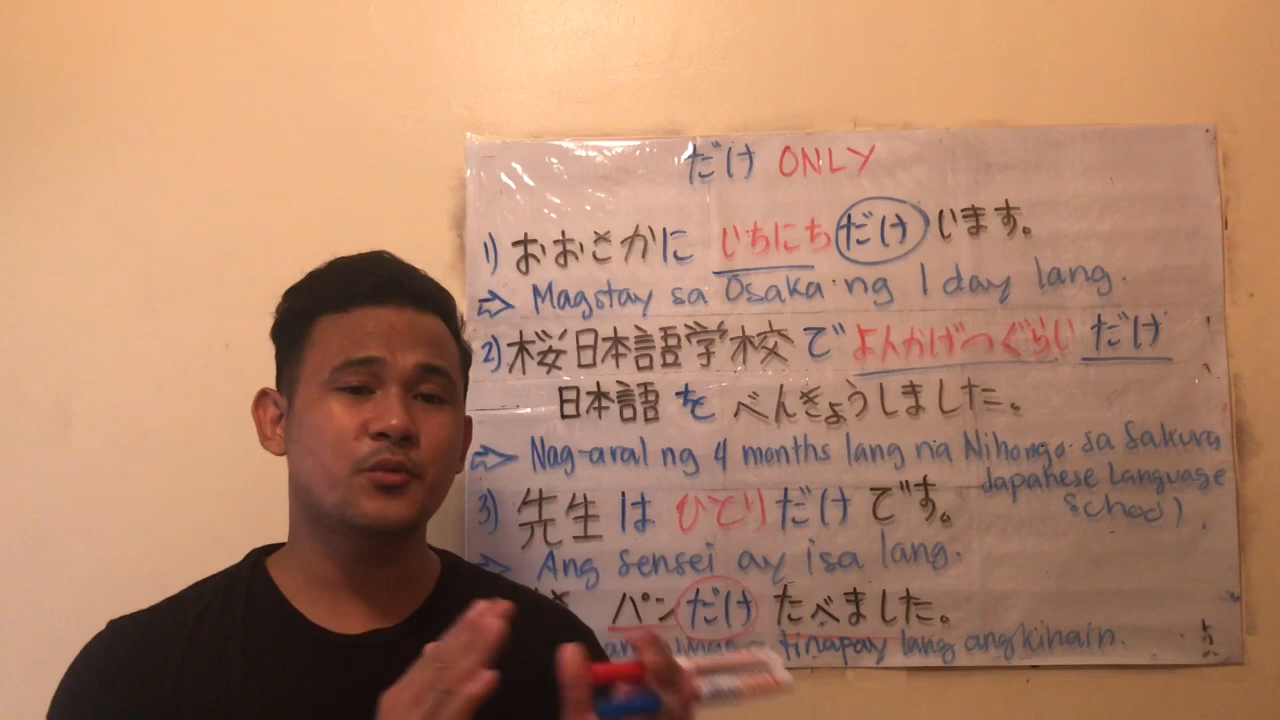 だけ ONLY
1) おおさかに いちにちだけ います。
⇨ Magstay sa Osaka ng 1 day lang.
2) 桜日本語学校で よんかげつぐらい だけ
日本語を べんきょうしました。
⇨ Nag-aral ng 4 months lang na Nihongo sa Sakura
Japanese Language
School)
3) 先生は ひとりだけ です。
⇨ Ang sensei ay isa lang.
パンだけ たべました。
tinapay lang ang kinain.